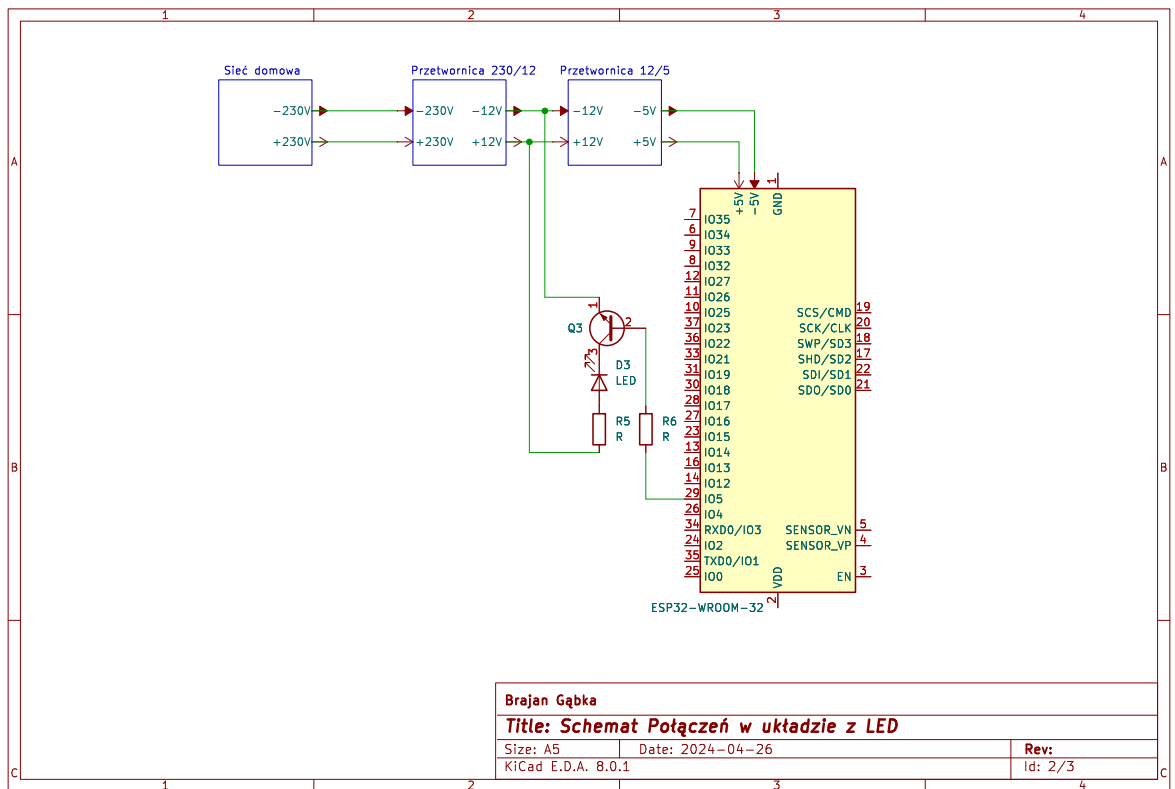 1 2 3 4
Sieć domowa Przetwornica 230/12 Przetwornica 12/5
-230V -230V -12V -12V -5V
+230V +230V +12V +12V +5V
A A
+5V -5V GND 1
7 IO35
6 IO34
9 IO33
8 IO32
12 IO27
11 IO26
10 IO25 SCS/CMD 19
37 IO23 SCK/CLK 20
36 IO22 SWP/SD3 18
33 IO21 SHD/SD2 17
31 IO19 SDI/SD1 22
30 IO18 SDO/SD0 21
28 IO17
27 IO16
23 IO15
13 IO14
16 IO13
14 IO12
29 IO5
26 IO4
34 RXD0/IO3 SENSOR_VN 5
24 IO2 SENSOR_VP 4
35 TXD0/IO1
25 IO0 EN 3
VDD 2
ESP32-WROOM-32
1
Q3 2
3
D3
LED
R5 R6
R R
B B
Brajan Gąbka
Title: Schemat Połączeń w układzie z LED
Size: A5 Date: 2024-04-26 Rev:
KiCad E.D.A. 8.0.1 Id: 2/3
C C
1 2 3 4